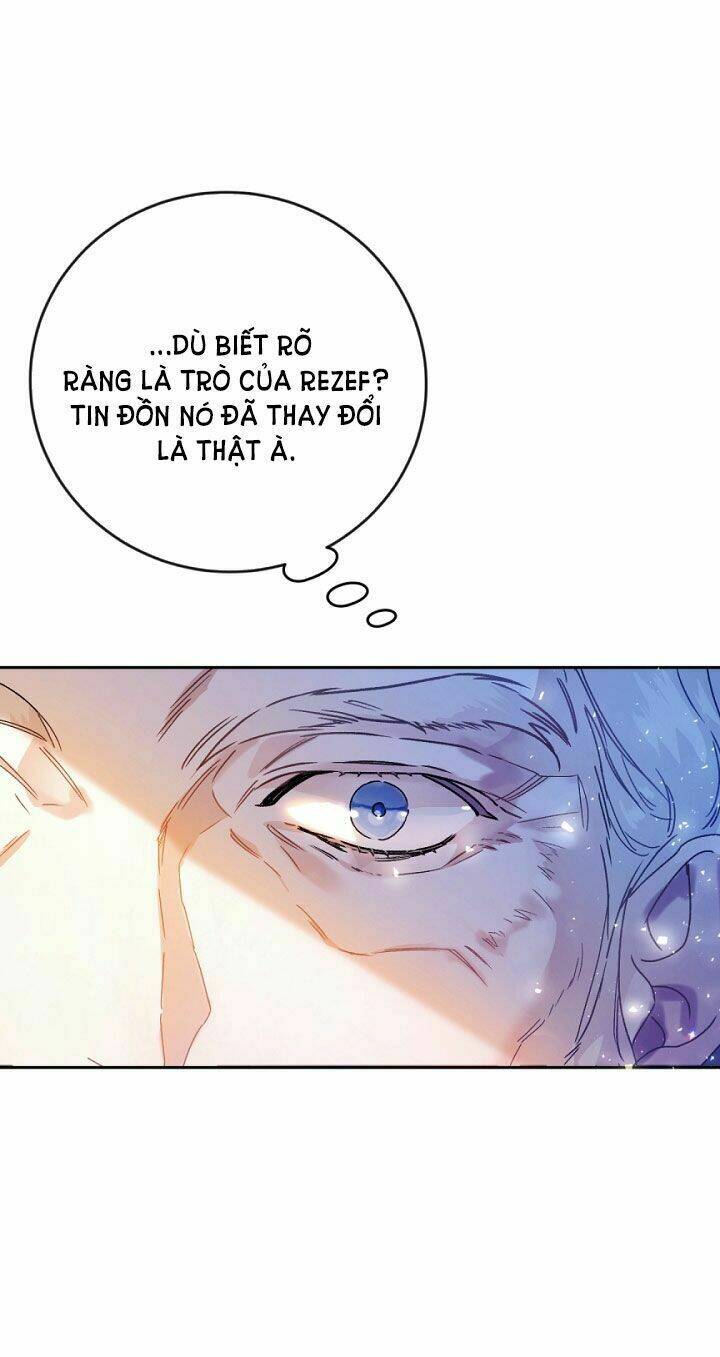 ...DÙ BIẾT RÕ
RÀNG LÀ TRÒ CỦA REZEF?
TIN ĐỒN NÓ ĐÃ THAY ĐỔI
LÀ THẬT À.